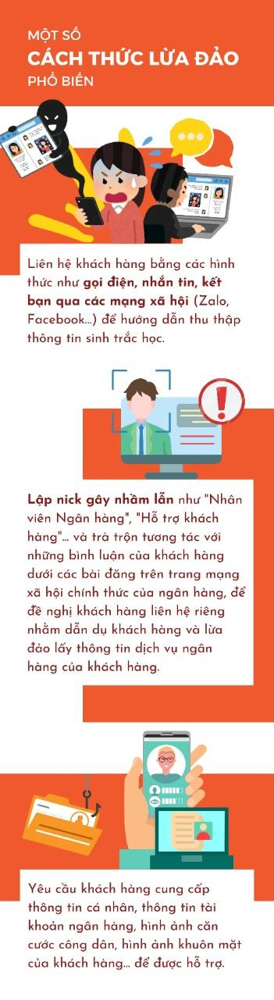 MỘT SỐ
CÁCH THỨC LỪA ĐẢO
PHỔ BIẾN
Liên hệ khách hàng bằng các hình
thức như gọi điện, nhắn tin, kết
bạn qua các mạng xã hội (Zalo,
Facebook...) để hướng dẫn thu thập
thông tin sinh trắc học.
Lập nick gây nhầm lẫn như "Nhân
viên Ngân hàng", "Hỗ trợ khách
hàng"... và trà trộn tương tác với
những bình luận của khách hàng
dưới các bài đăng trên trang mạng
xã hội chính thức của ngân hàng, để
đề nghị khách hàng liên hệ riêng
nhằm dẫn dụ khách hàng và lừa
đảo lấy thông tin dịch vụ ngân
hàng của khách hàng.
Yêu cầu khách hàng cung cấp
thông tin cá nhân, thông tin tài
khoản ngân hàng, hình ảnh căn
cước công dân, hình ảnh khuôn mặt
của khách hàng... để được hỗ trợ.